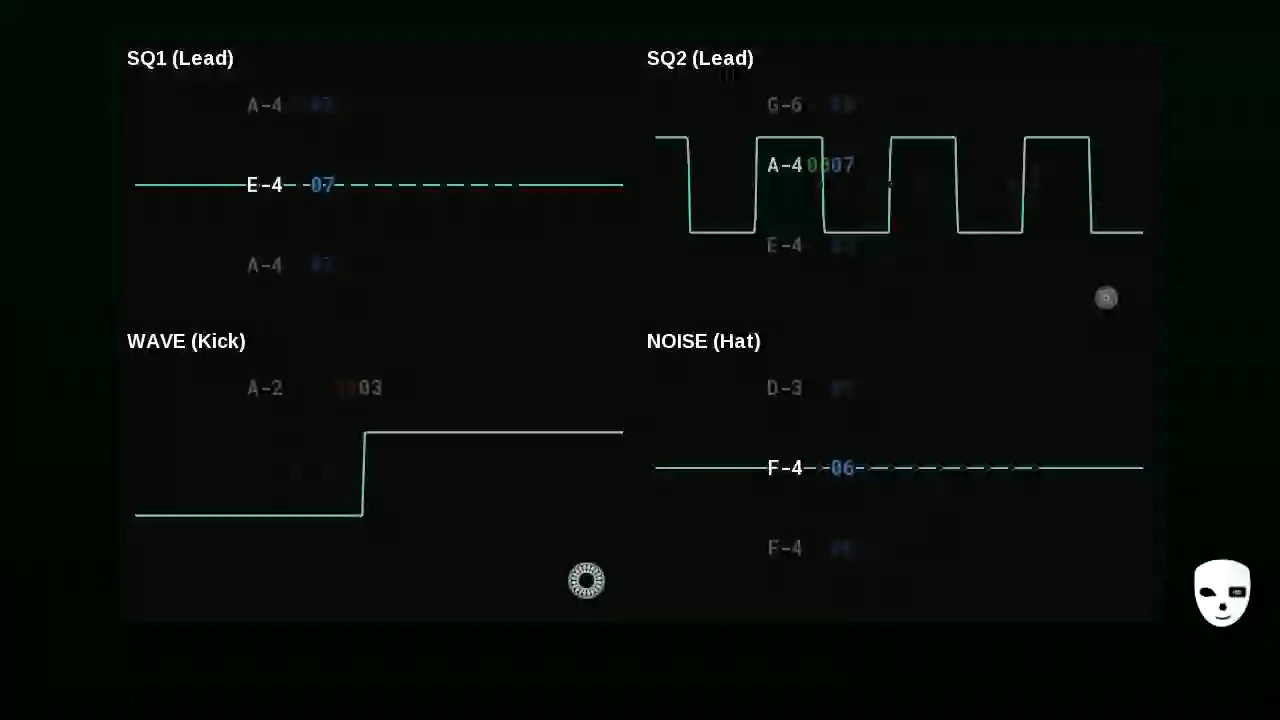 SQ1 (Lead)
A-4
E-4 07
A-4
SQ2 (Lead)
G-6
A-4 07
E-4
WAVE (Kick)
A-2 03
NOISE (Hat)
D-3
F-4 06
F-4